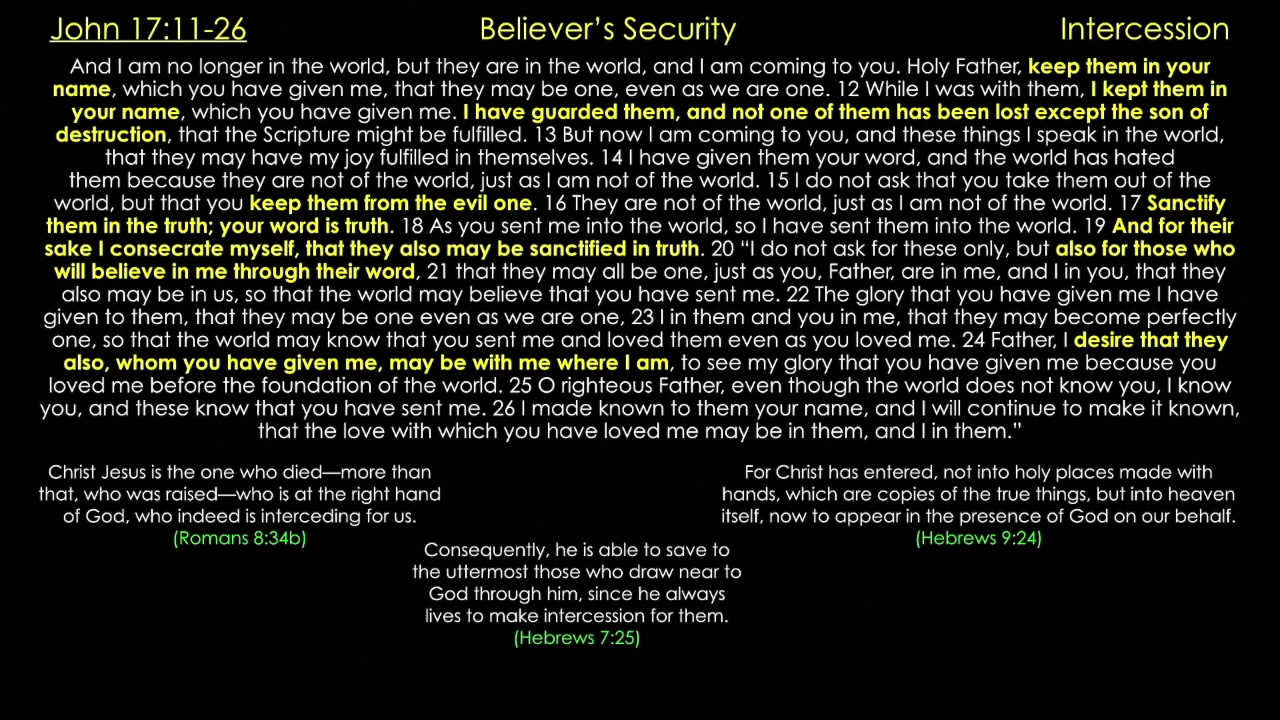 John 17:11-26
Believer’s Security
Intercession
And I am no longer in the world, but they are in the world, and I am coming to you. Holy Father, keep them in your
name, which you have given me, that they may be one, even as we are one. 12 While I was with them, I kept them in
your name, which you have given me. I have guarded them, and not one of them has been lost except the son of
destruction, that the Scripture might be fulfilled. 13 But now I am coming to you, and these things I speak in the world,
that they may have my joy fulfilled in themselves. 14 I have given them your word, and the world has hated
them because they are not of the world, just as I am not of the world. 15 I do not ask that you take them out of the
world, but that you keep them from the evil one. 16 They are not of the world, just as I am not of the world. 17 Sanctify
them in the truth; your word is truth. 18 As you sent me into the world, so I have sent them into the world. 19 And for their
sake I consecrate myself, that they also may be sanctified in truth. 20 “I do not ask for these only, but also for those who
will believe in me through their word, 21 that they may all be one, just as you, Father, are in me, and I in you, that they
also may be in us, so that the world may believe that you have sent me. 22 The glory that you have given me I have
given to them, that they may be one even as we are one, 23 I in them and you in me, that they may become perfectly
one, so that the world may know that you sent me and loved them even as you loved me. 24 Father, I desire that they
also, whom you have given me, may be with me where I am, to see my glory that you have given me because you
loved me before the foundation of the world. 25 O righteous Father, even though the world does not know you, I know
you, and these know that you have sent me. 26 I made known to them your name, and I will continue to make it known,
that the love with which you have loved me may be in them, and I in them.”
Christ Jesus is the one who died—more than
that, who was raised—who is at the right hand
of God, who indeed is interceding for us.
(Romans 8:34b)
Consequently, he is able to save to
the uttermost those who draw near to
God through him, since he always
lives to make intercession for them.
(Hebrews 7:25)
For Christ has entered, not into holy places made with
hands, which are copies of the true things, but into heaven
itself, now to appear in the presence of God on our behalf.
(Hebrews 9:24)